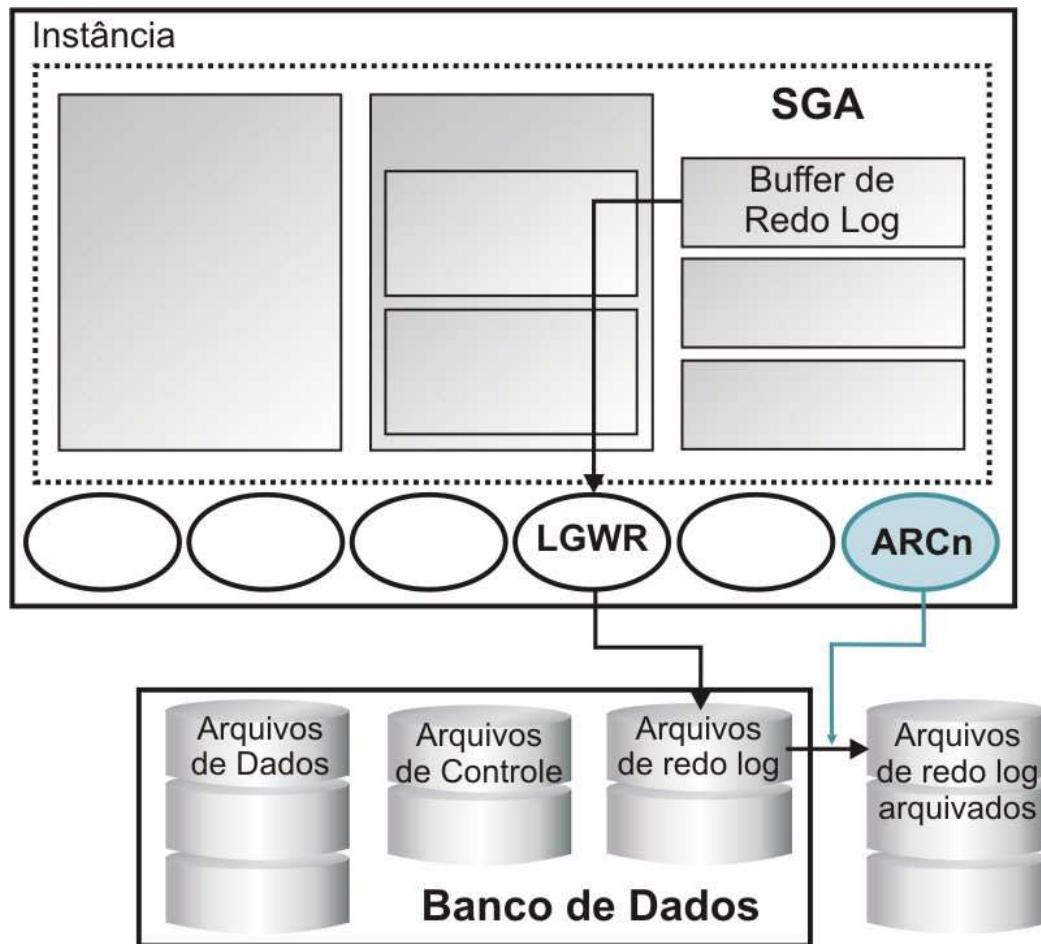 Instância
SGA
Buffer de
Redo Log
LGWR
ARCn
Arquivos
de Dados
Arquivos
de Controle
Arquivos
de redo log
Arquivos
de redo log
arquivados
Banco de Dados